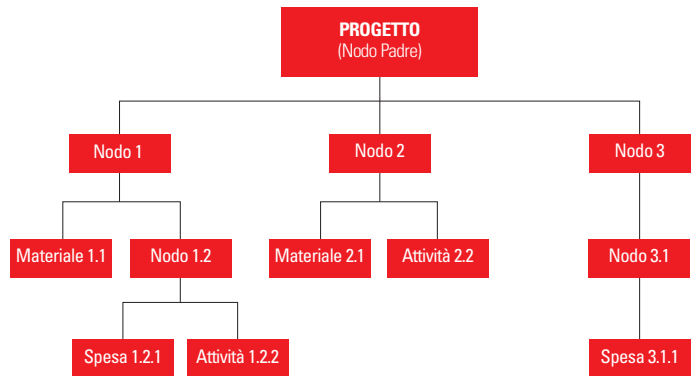 PROGETTO
(Nodo Padre)
Nodo 1
Nodo 2
Nodo 3
Materiale 1.1
Nodo 1.2
Materiale 2.1
Attività 2.2
Nodo 3.1
Spesa 1.2.1
Attività 1.2.2
Spesa 3.1.1